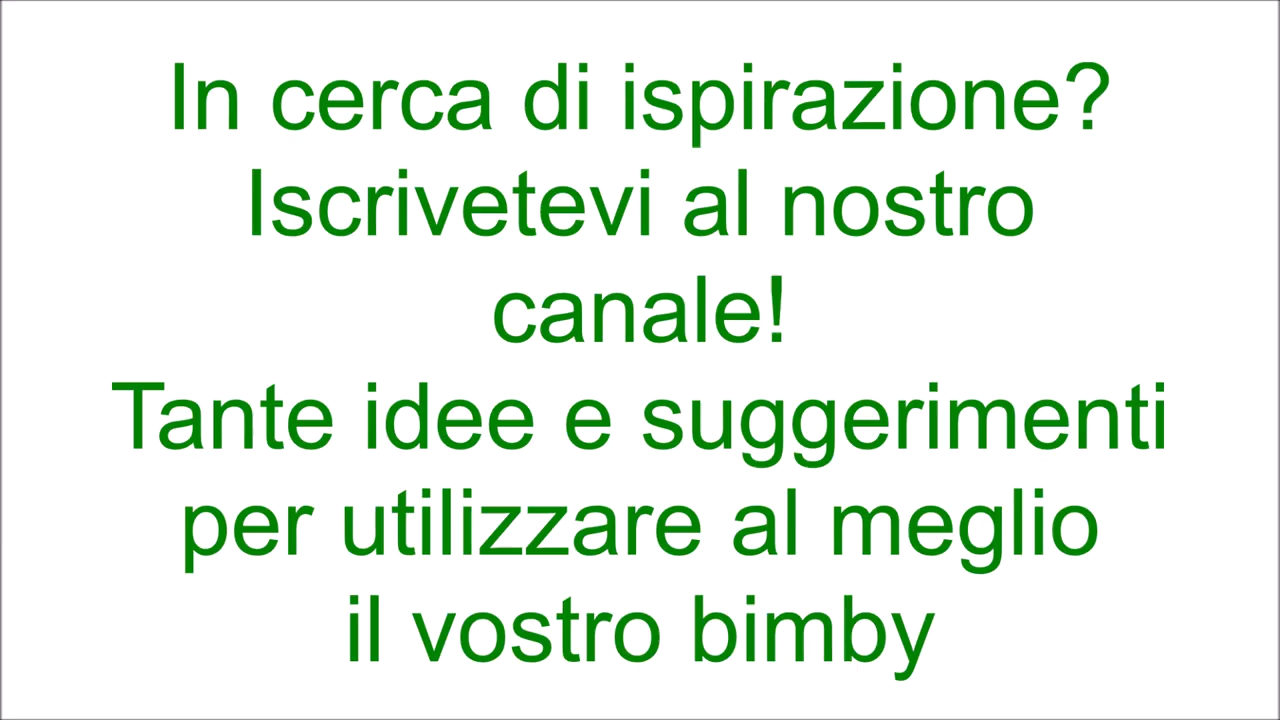 In cerca di ispirazione?
Iscrivetevi al nostro
canale!
Tante idee e suggerimenti
per utilizzare al meglio
il vostro bimby